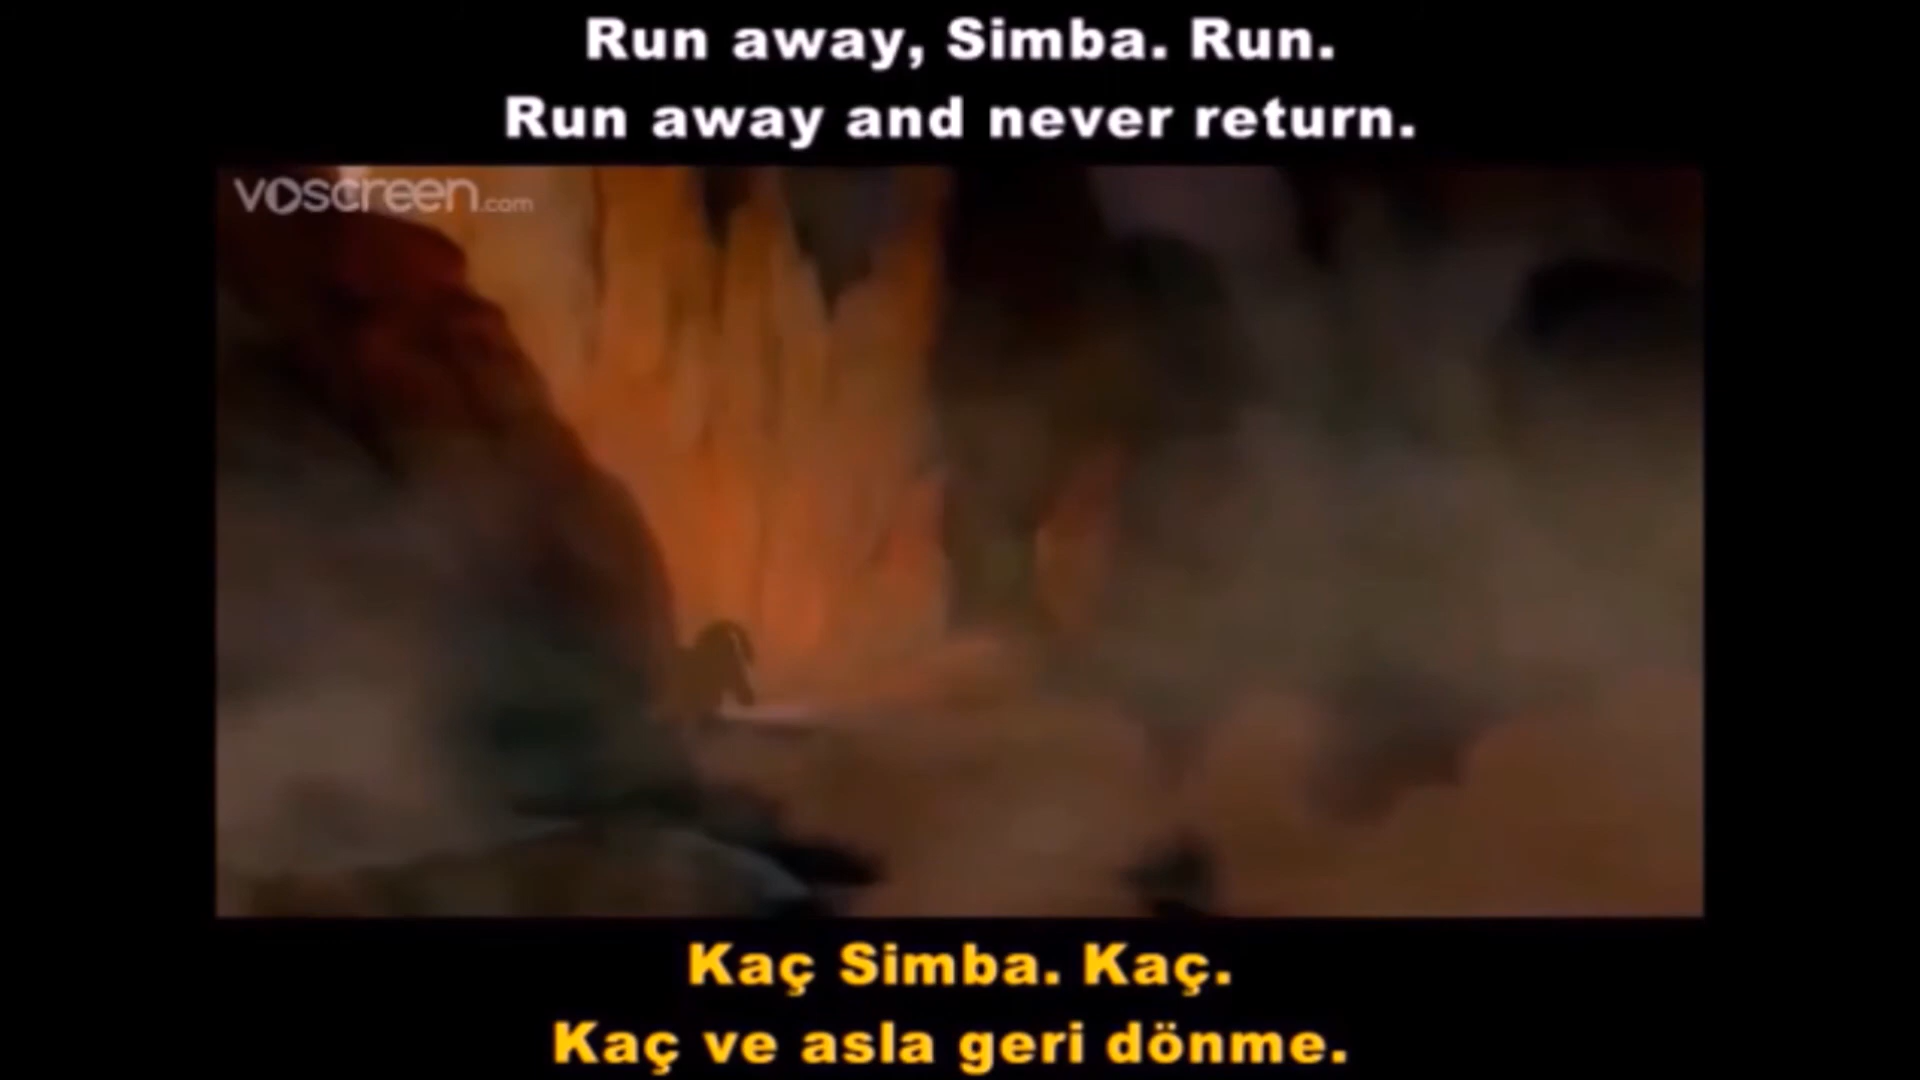 Run away, Simba. Run.
Run away and never return.
voscreen.com
Kaç Simba. Kaç.
Kaç ve asla geri dönme.